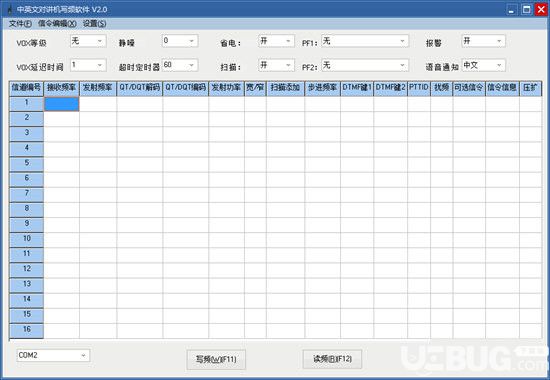 中英文对讲机写频软件 V2.0
文件(F) 信令编辑(X) 设置(S)
VOX等级 无 静噪 0 省电: 开 PF1: 无 报警 开
VOX延迟时间 1 超时定时器 60 扫描: 开 PF2: 无 语音通知 中文
信道编号 接收频率 发射频率 QT/DQT解码 QT/DQT编码 发射功率 宽/窄 扫描添加 步进频率 DTMF建1 DTMF建2 PTTID 扰频 可选信令 信令信息 压扩
1
2
3
4
5
6
7
8
9
10
11
12
13
14
15
16
COM2 写频(W)(F11) 读频(R)(F12)
UEBUG.com